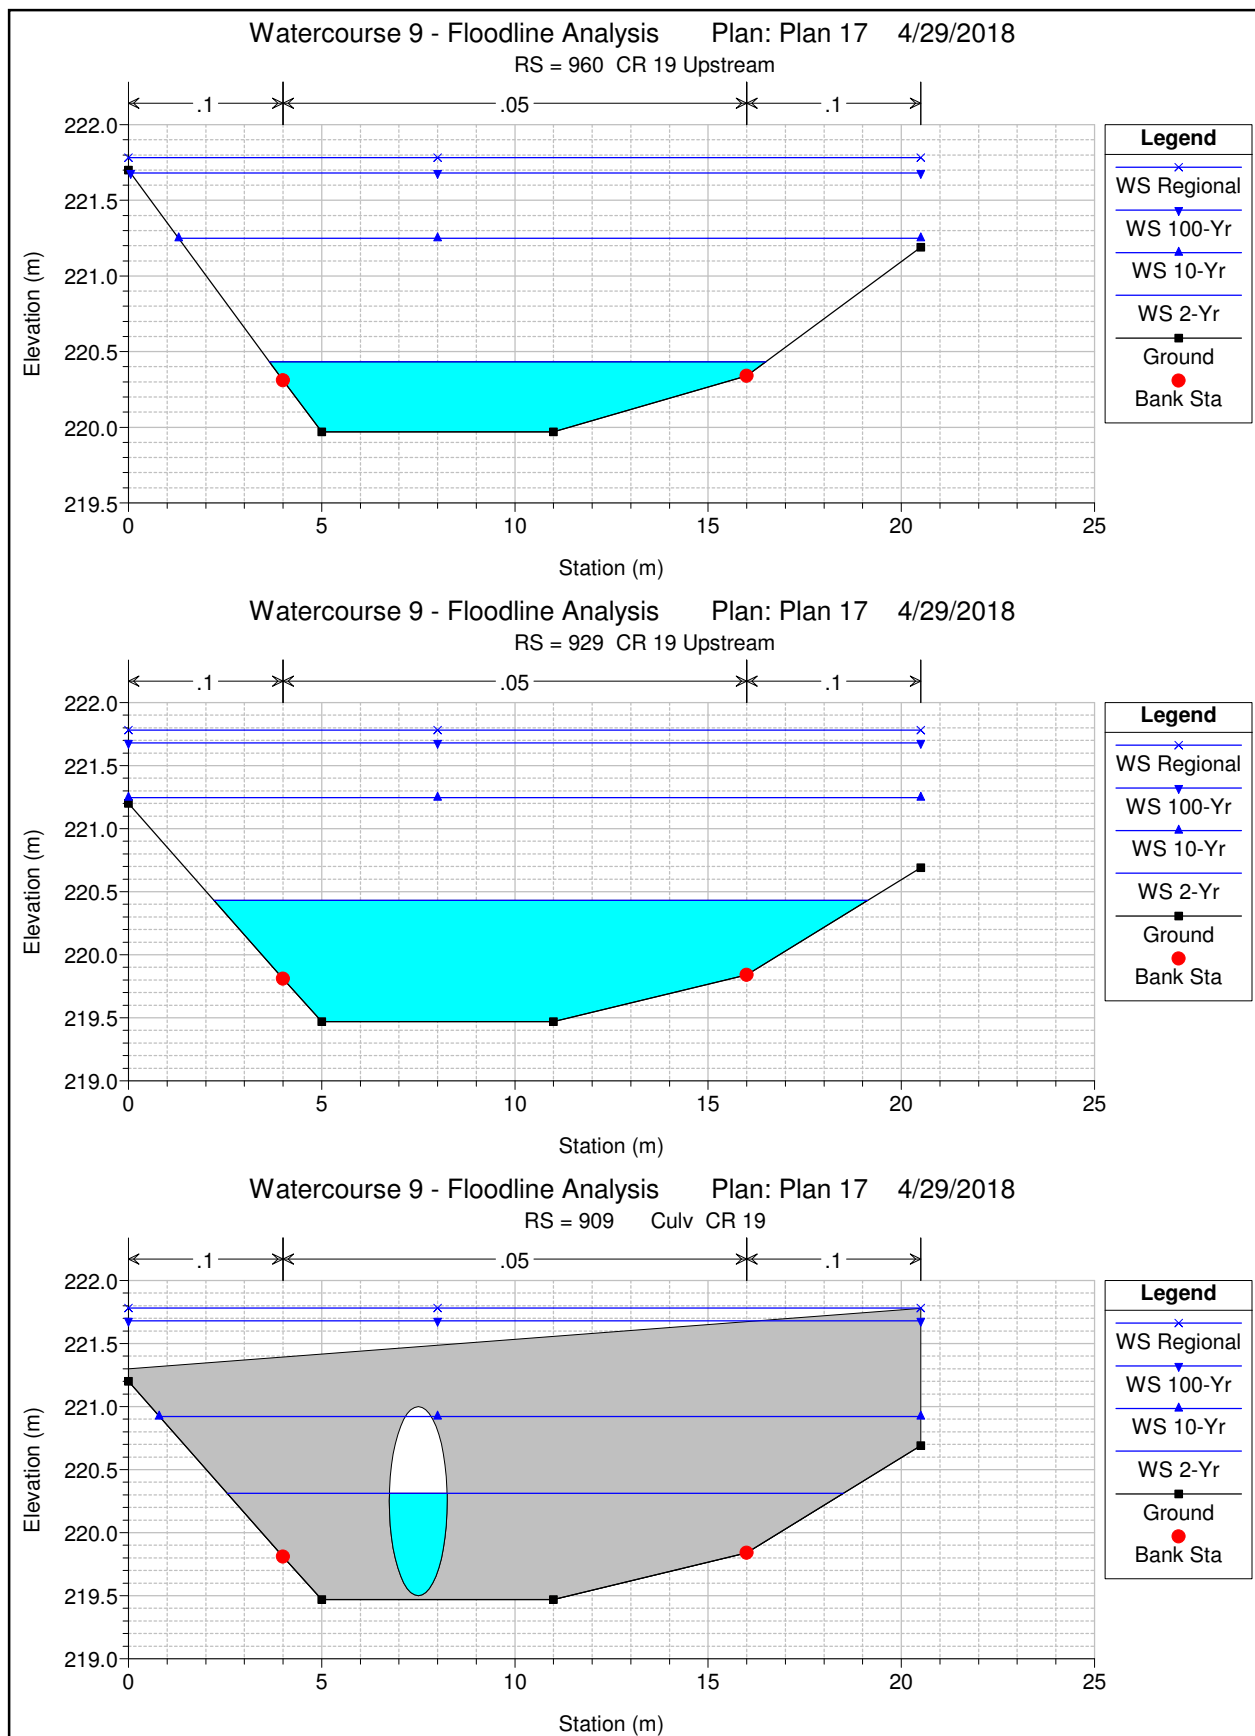 Watercourse 9 - Floodline Analysis Plan: Plan 17 4/29/2018
RS = 960 CR 19 Upstream
.1 .05 .1
222.0
221.5
221.0
220.5
220.0
219.5
Elevation (m)
0 5 10 15 20 25
Station (m)
Legend
WS Regional
WS 100-Yr
WS 10-Yr
WS 2-Yr
Ground
Bank Sta
Watercourse 9 - Floodline Analysis Plan: Plan 17 4/29/2018
RS = 929 CR 19 Upstream
.1 .05 .1
222.0
221.5
221.0
220.5
220.0
219.5
219.0
Elevation (m)
0 5 10 15 20 25
Station (m)
Legend
WS Regional
WS 100-Yr
WS 10-Yr
WS 2-Yr
Ground
Bank Sta
Watercourse 9 - Floodline Analysis Plan: Plan 17 4/29/2018
RS = 909 Culv CR 19
.1 .05 .1
222.0
221.5
221.0
220.5
220.0
219.5
219.0
Elevation (m)
0 5 10 15 20 25
Station (m)
Legend
WS Regional
WS 100-Yr
WS 10-Yr
WS 2-Yr
Ground
Bank Sta